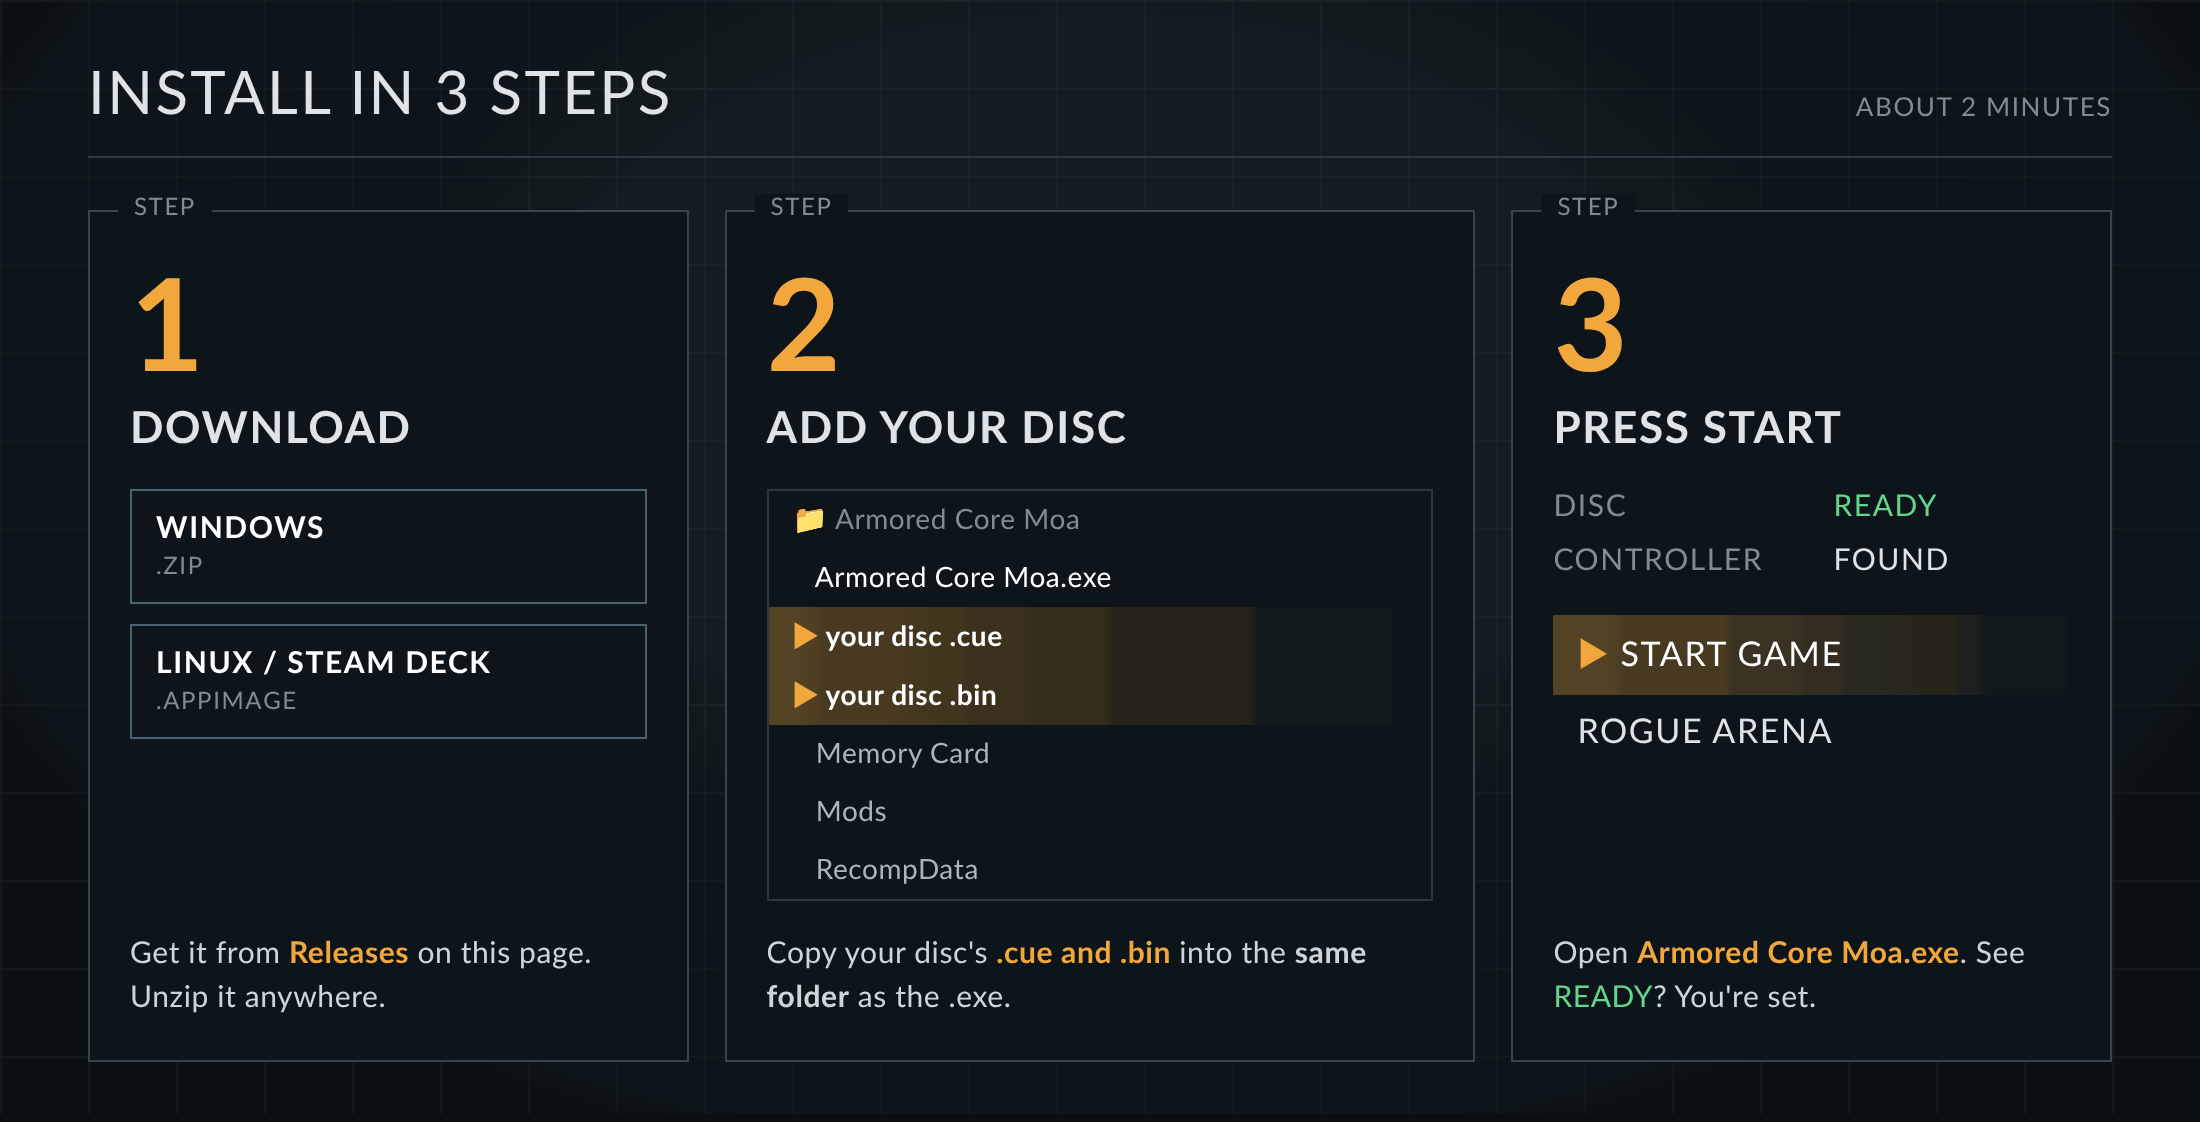 INSTALL IN 3 STEPS
ABOUT 2 MINUTES
STEP
1
DOWNLOAD
WINDOWS
.ZIP
LINUX / STEAM DECK
.APPIMAGE
Get it from Releases on this page.
Unzip it anywhere.
STEP
2
ADD YOUR DISC
Armored Core Moa
Armored Core Moa.exe
your disc .cue
your disc .bin
Memory Card
Mods
RecompData
Copy your disc's .cue and .bin into the same
folder as the .exe.
STEP
3
PRESS START
DISC READY
CONTROLLER FOUND
START GAME
ROGUE ARENA
Open Armored Core Moa.exe. See
READY? You're set.